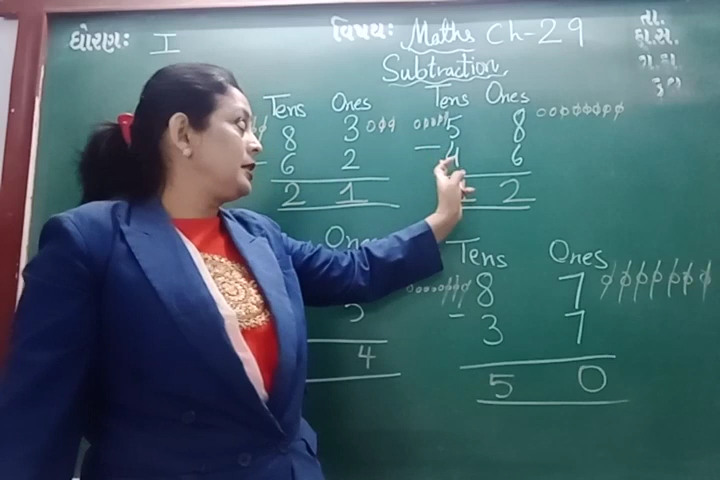 ધોરણઃ I વિષયઃ Maths Ch-29 તા.
Subtraction હા.સ.
ગ.હા.
કુલ
Tens Ones
8 3
- 6 2
2 1
Tens Ones
5 8
- 4 6
2
One
4
Tens Ones
8 7
- 3 7
5 0